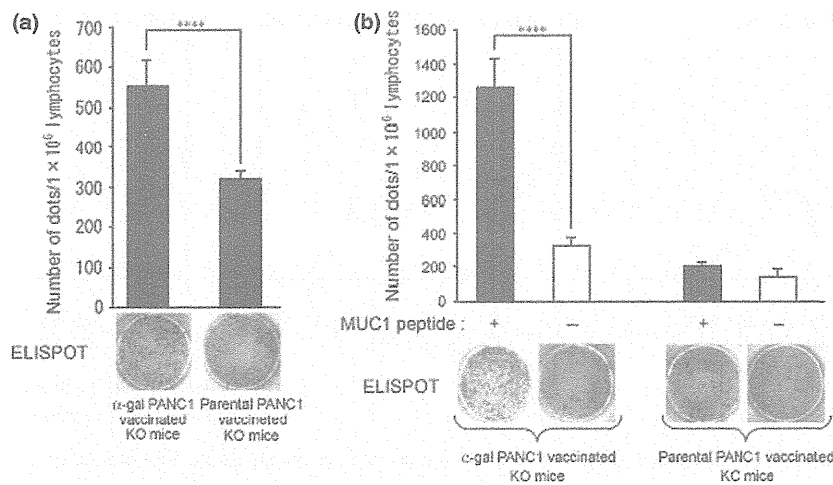 (a)
Number of dots/1 × 10⁶ lymphocytes
700
600
500
400
300
200
100
0
****
ELISPOT
α-gal PANC1
vaccinated
KO mice
Parental PANC1
vaccineted
KO mice
(b)
Number of dots/1 × 10⁶ lymphocytes
1600
1400
1200
1000
800
600
400
200
0
****
MUC1 peptide : + − + −
ELISPOT
α-gal PANC1 vaccinated
KO mice
Parental PANC1 vaccinated
KC mice